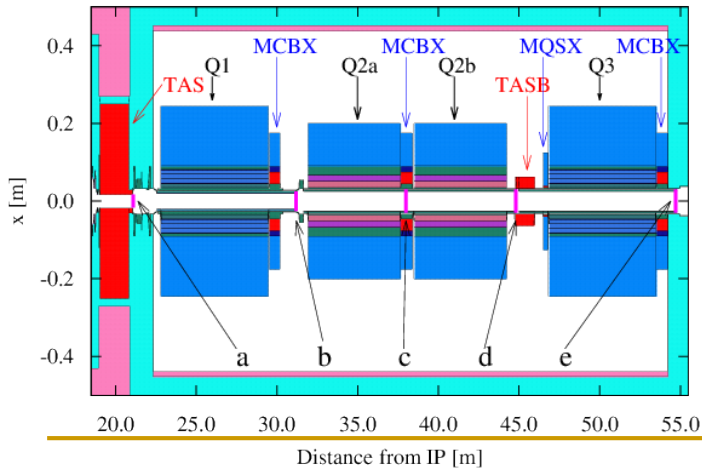 0.4
0.2
0.0
-0.2
-0.4
x [m]
TAS
Q1
MCBX
Q2a
MCBX
Q2b
TASB
MQSX
Q3
MCBX
a
b
c
d
e
20.0 25.0 30.0 35.0 40.0 45.0 50.0 55.0
Distance from IP [m]